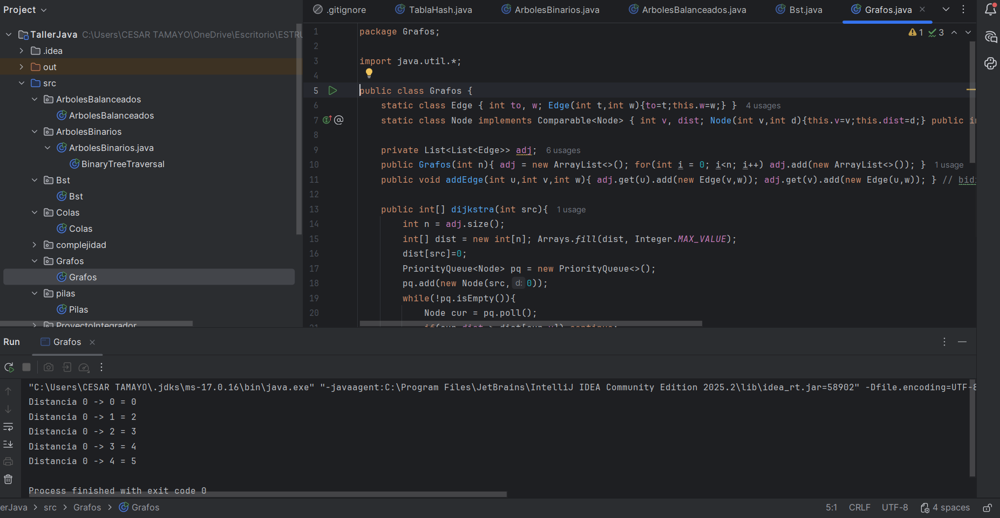 Project
.gitignore
TablaHash.java
ArbolesBinarios.java
ArbolesBalanceados.java
Bst.java
Grafos.java
TallerJava C:\Users\CESAR TAMAYO\OneDrive\Escritorio\ESTRU
.idea
out
src
ArbolesBalanceados
ArbolesBalanceados
ArbolesBinarios
ArbolesBinarios.java
BinaryTreeTraversal
Bst
Bst
Colas
Colas
complejidad
Grafos
Grafos
pilas
Pilas
ProyectoIntegrador
1 3
1 package Grafos;
2
3 import java.util.*;
4
5 public class Grafos {
6 static class Edge { int to, w; Edge(int t,int w){to=t;this.w=w;} } 4 usages
7 static class Node implements Comparable<Node> { int v, dist; Node(int v,int d){this.v=v;this.dist=d;} public in
8
9 private List<List<Edge>> adj; 6 usages
10 public Grafos(int n){ adj = new ArrayList<>(); for(int i = 0; i<n; i++) adj.add(new ArrayList<>()); } 1 usage
11 public void addEdge(int u,int v,int w){ adj.get(u).add(new Edge(v,w)); adj.get(v).add(new Edge(u,w)); } // bidi
12
13 public int[] dijkstra(int src){ 1 usage
14 int n = adj.size();
15 int[] dist = new int[n]; Arrays.fill(dist, Integer.MAX_VALUE);
16 dist[src]=0;
17 PriorityQueue<Node> pq = new PriorityQueue<>();
18 pq.add(new Node(src, d: 0));
19 while(!pq.isEmpty()){
20 Node cur = pq.poll();
21 if(cur.dist > dist[cur.v]) continue;
Run
Grafos
"C:\Users\CESAR TAMAYO\.jdks\ms-17.0.16\bin\java.exe" "-javaagent:C:\Program Files\JetBrains\IntelliJ IDEA Community Edition 2025.2\lib\idea_rt.jar=58902" -Dfile.encoding=UTF-8
Distancia 0 -> 0 = 0
Distancia 0 -> 1 = 2
Distancia 0 -> 2 = 3
Distancia 0 -> 3 = 4
Distancia 0 -> 4 = 5
Process finished with exit code 0
erJava > src > Grafos > Grafos
5:1 CRLF UTF-8 4 spaces